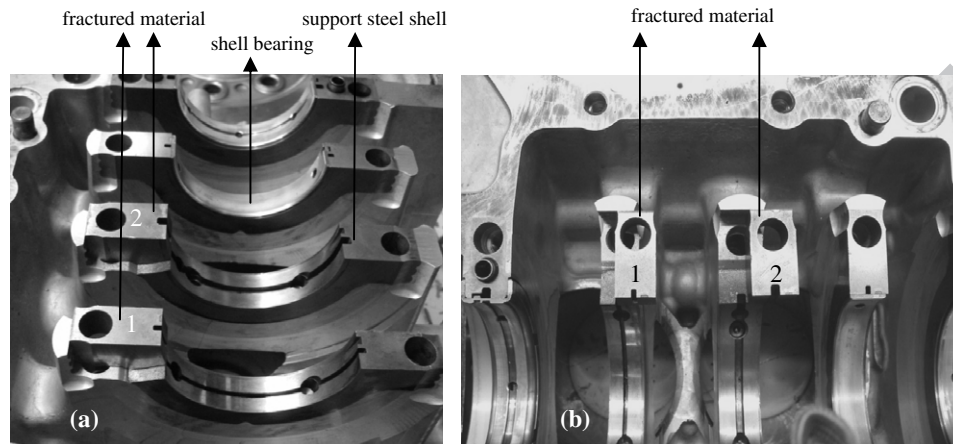 fractured material
support steel shell
shell bearing
2
1
(a)
fractured material
1
2
(b)